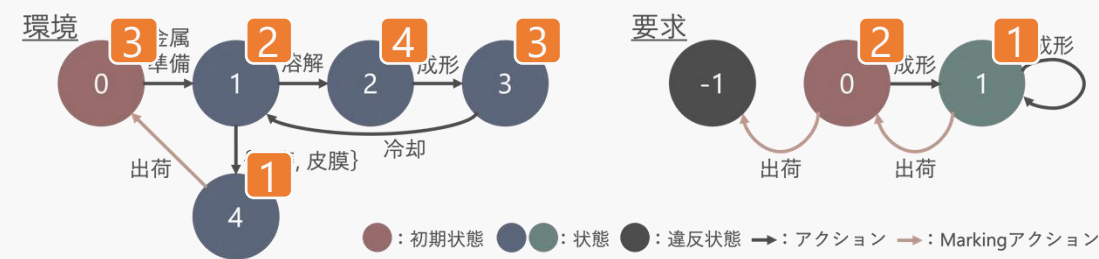 環境
要求
3
2
4
3
2
1
金属
準備
溶解
成形
成形
成形
0
1
2
3
-1
0
1
冷却
出荷
, 皮膜}
1
出荷
出荷
4
：初期状態
：状態
：違反状態
：アクション
：Markingアクション